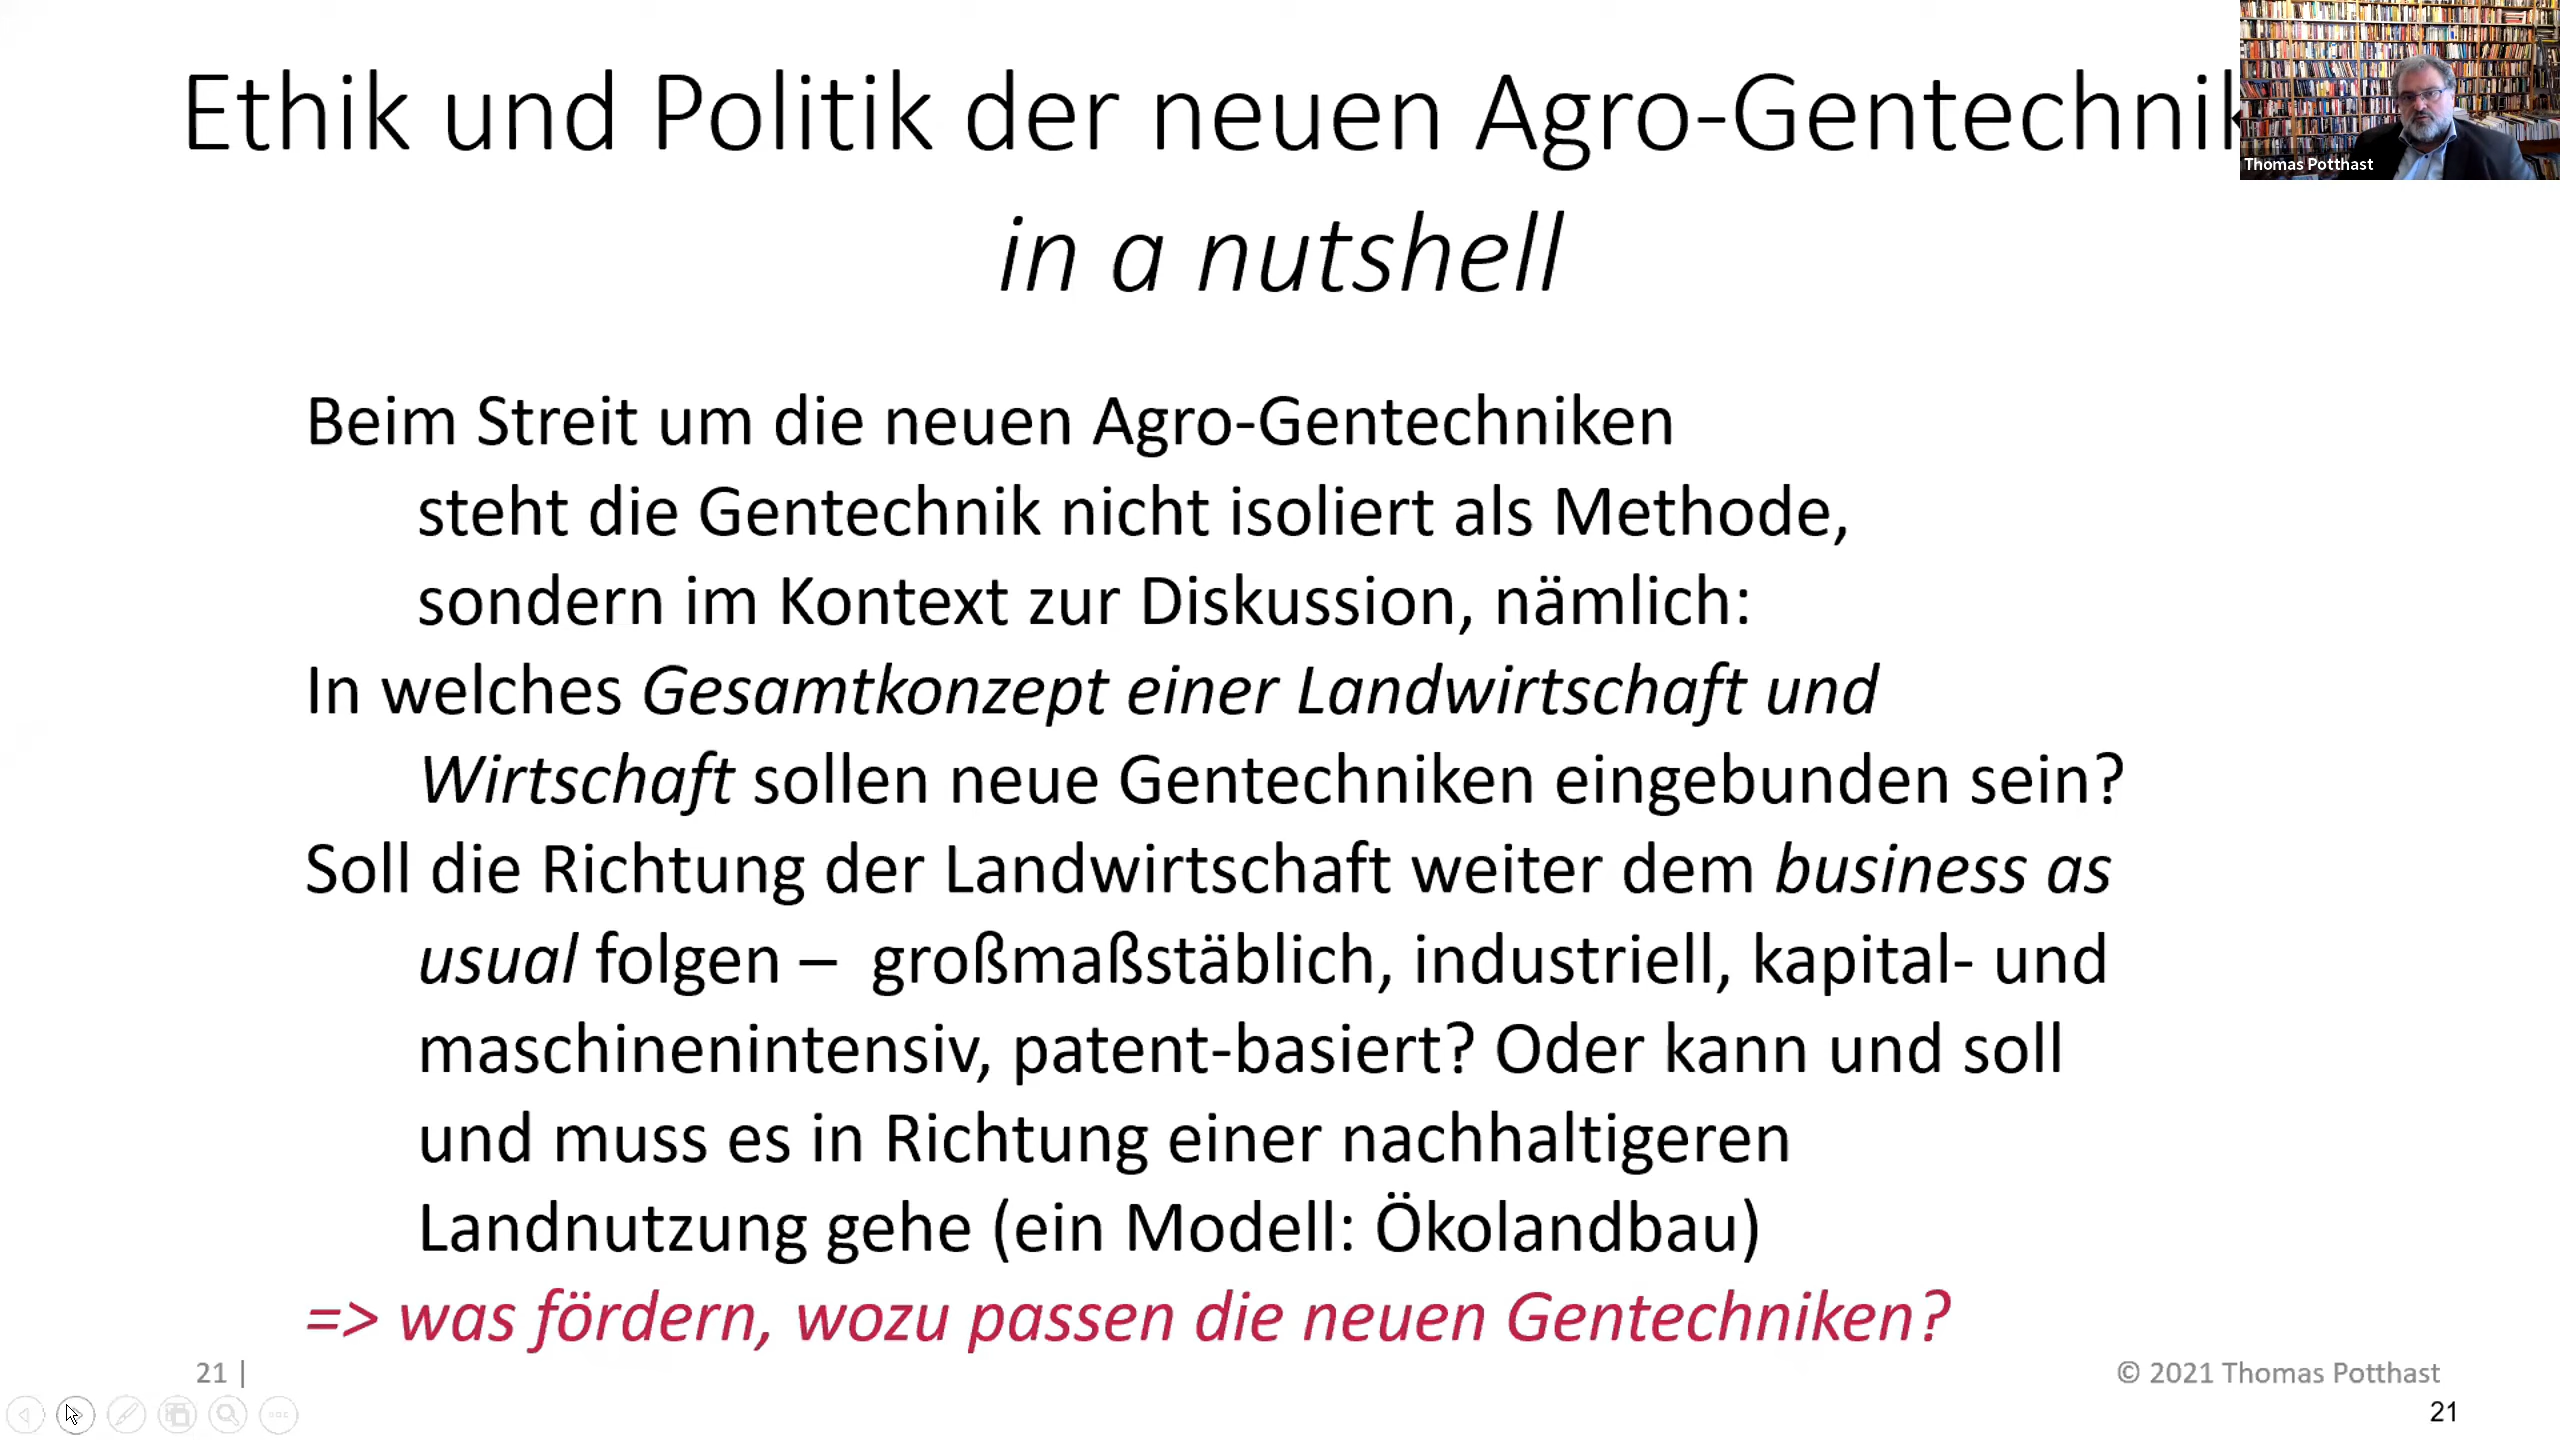 Ethik und Politik der neuen Agro-Gentechnik
in a nutshell
Thomas Potthast
Beim Streit um die neuen Agro-Gentechniken
steht die Gentechnik nicht isoliert als Methode,
sondern im Kontext zur Diskussion, nämlich:
In welches Gesamtkonzept einer Landwirtschaft und
Wirtschaft sollen neue Gentechniken eingebunden sein?
Soll die Richtung der Landwirtschaft weiter dem business as
usual folgen – großmaßstäblich, industriell, kapital- und
maschinenintensiv, patent-basiert? Oder kann und soll
und muss es in Richtung einer nachhaltigeren
Landnutzung gehe (ein Modell: Ökolandbau)
=> was fördern, wozu passen die neuen Gentechniken?
21 |
© 2021 Thomas Potthast
21